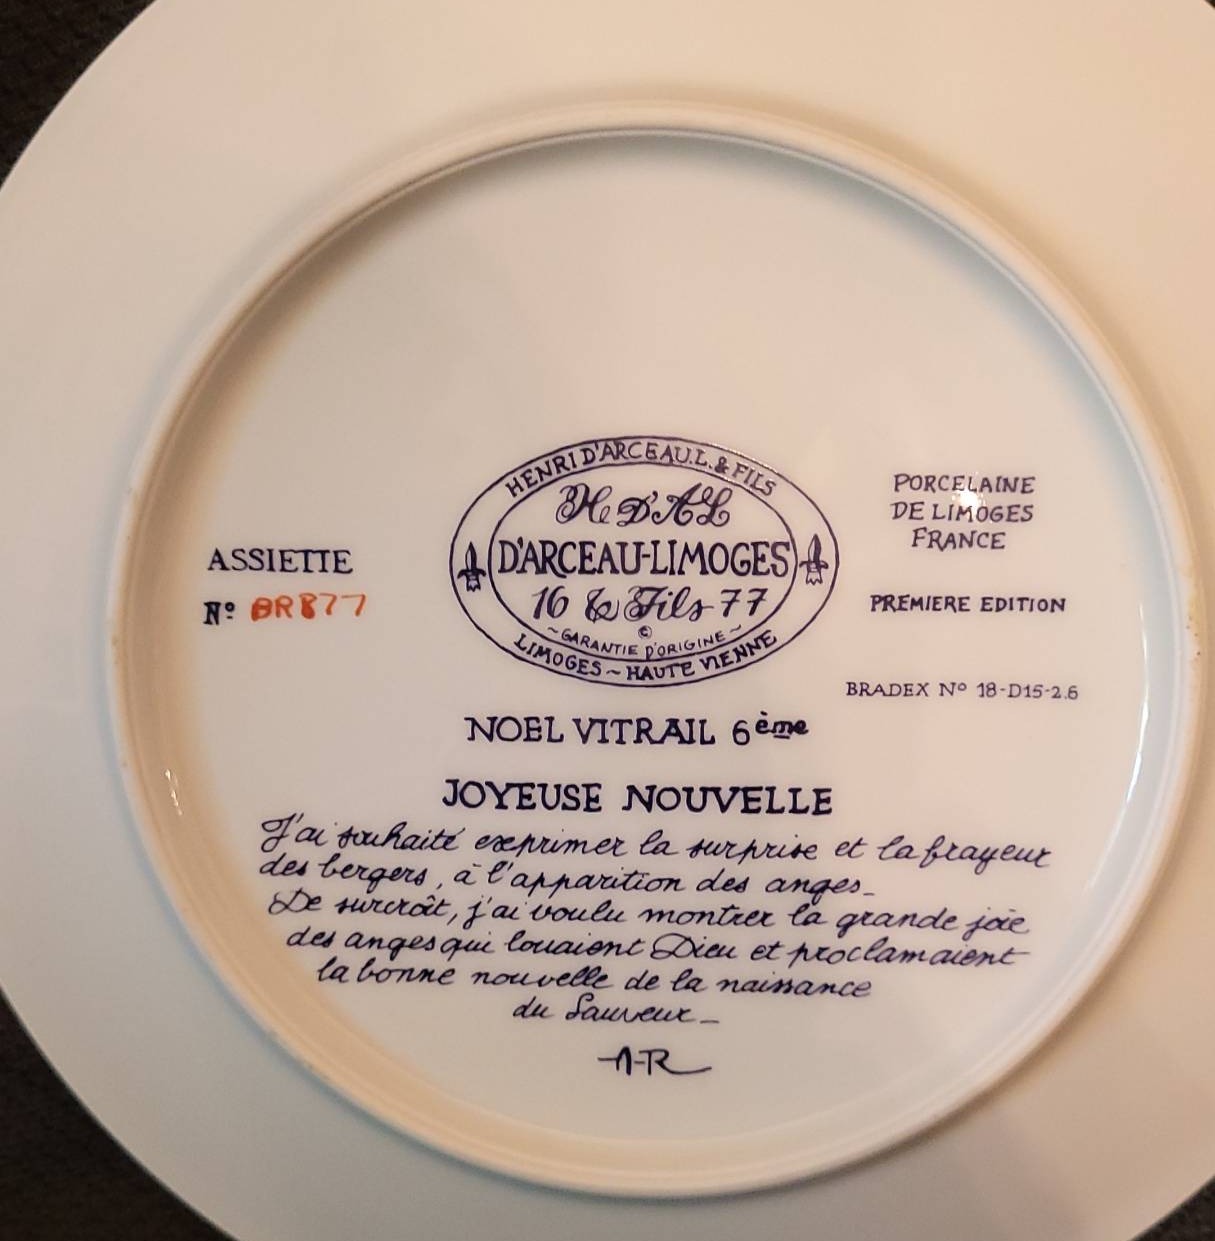 HENRI D'ARCEAU.L. & FILS
H D'AL
D'ARCEAU-LIMOGES
16 & Fils 77
~ GARANTIE D'ORIGINE ~
©
LIMOGES ~ HAUTE VIENNE
ASSIETTE
Nº
PORCELAINE
DE LIMOGES
FRANCE
PREMIERE EDITION
BRADEX Nº 18-D15-2.6
NOEL VITRAIL 6ème
JOYEUSE NOUVELLE
J'ai souhaité exprimer la surprise et la frayeur
des bergers, à l'apparition des anges_
De surcroît, j'ai voulu montrer la grande joie
des anges qui louaient Dieu et proclamaient
la bonne nouvelle de la naissance
du Sauveur_
A-R